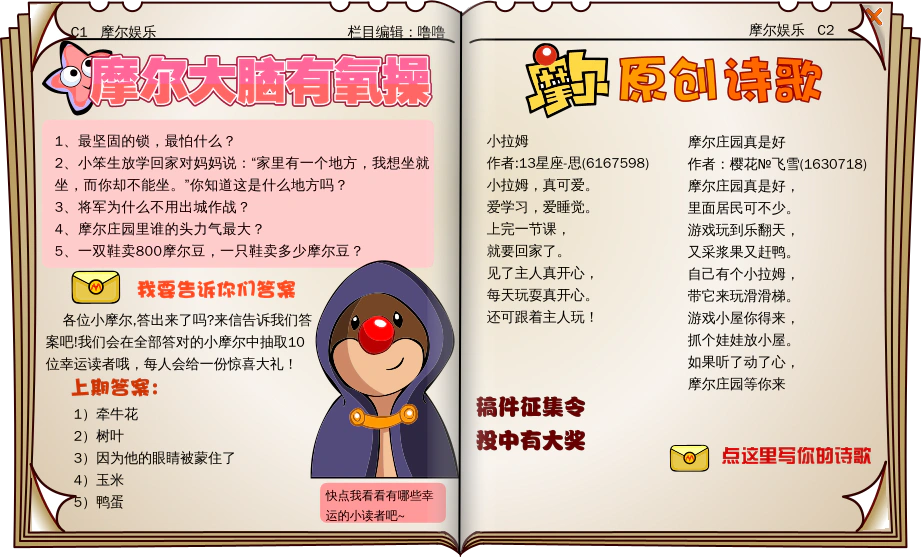 C1 摩尔娱乐
栏目编辑：噜噜
摩尔大脑有氧操
1、最坚固的锁，最怕什么？
2、小笨生放学回家对妈妈说：“家里有一个地方，我想坐就
坐，而你却不能坐。”你知道这是什么地方吗？
3、将军为什么不用出城作战？
4、摩尔庄园里谁的头力气最大？
5、一双鞋卖800摩尔豆，一只鞋卖多少摩尔豆？
我要告诉你们答案
各位小摩尔,答出来了吗?来信告诉我们答
案吧!我们会在全部答对的小摩尔中抽取10
位幸运读者哦，每人会给一份惊喜大礼！
上期答案：
1）牵牛花
2）树叶
3）因为他的眼睛被蒙住了
4）玉米
5）鸭蛋
快点我看看有哪些幸
运的小读者吧~
摩尔娱乐 C2
摩尔
原创诗歌
小拉姆
作者:13星座-思(6167598)
小拉姆，真可爱。
爱学习，爱睡觉。
上完一节课，
就要回家了。
见了主人真开心，
每天玩耍真开心。
还可跟着主人玩！
摩尔庄园真是好
作者：樱花№飞雪(1630718)
摩尔庄园真是好，
里面居民可不少。
游戏玩到乐翻天，
又采浆果又赶鸭。
自己有个小拉姆，
带它来玩滑滑梯。
游戏小屋你得来，
抓个娃娃放小屋。
如果听了动了心，
摩尔庄园等你来
稿件征集令
投中有大奖
点这里写你的诗歌